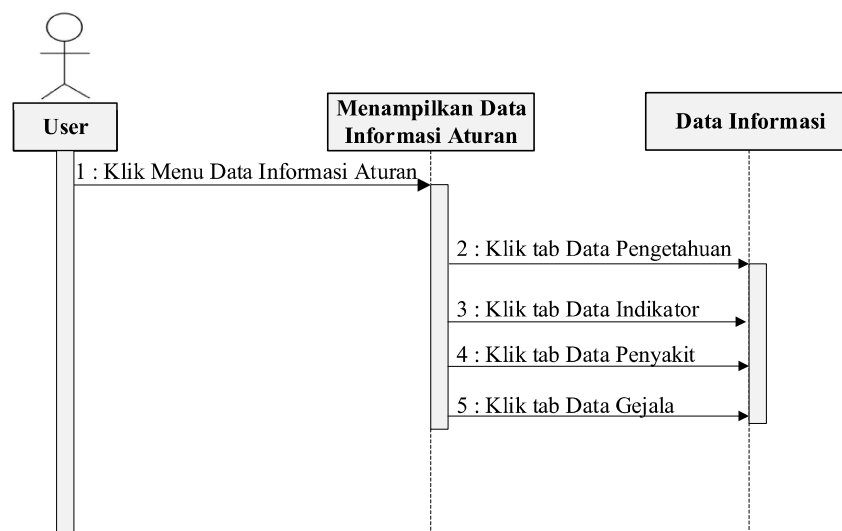 User
Menampilkan Data
Informasi Aturan
Data Informasi
1 : Klik Menu Data Informasi Aturan
2 : Klik tab Data Pengetahuan
3 : Klik tab Data Indikator
4 : Klik tab Data Penyakit
5 : Klik tab Data Gejala